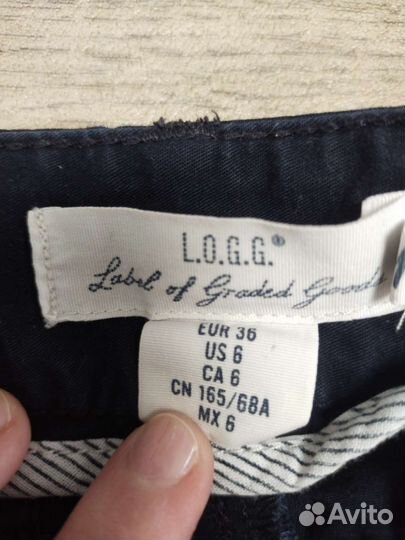 L.O.G.G.®
Label of Graded Goods
EUR 36
US 6
CA 6
CN 165/68A
MX 6
Avito